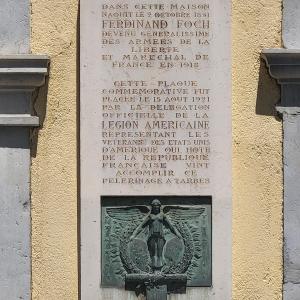 DANS CETTE MAISON
NAQUIT LE 2 OCTOBRE 1851
FERDINAND FOCH
DEVENU GENERALISSIME
DES ARMEES DE LA
LIBERTE
ET MARECHAL DE
FRANCE EN 1918
CETTE PLAQUE
COMMEMORATIVE FUT
PLACEE LE 15 AOUT 1921
PAR LA DELEGATION
OFFICIELLE DE LA
LEGION AMERICAINE
REPRESENTANT LES
VETERANS DES ETATS UNIS
D'AMERIQUE QUI HOTE
DE LA REPUBLIQUE
FRANCAISE VINT
ACCOMPLIR CE
PELERINAGE A TARBES